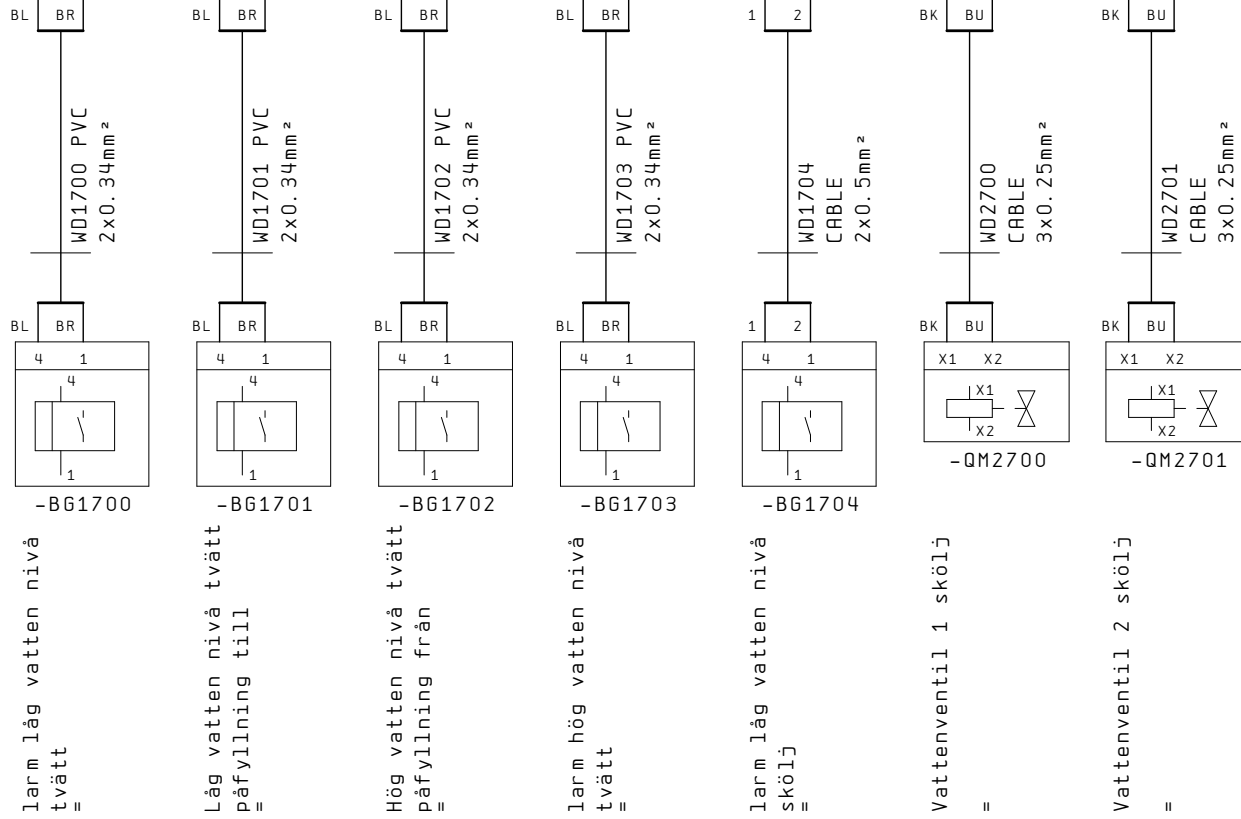 BL BR
BL BR
BL BR
BL BR
1 2
BK BU
BK BU
WD1700 PVC
2x0.34mm²
WD1701 PVC
2x0.34mm²
WD1702 PVC
2x0.34mm²
WD1703 PVC
2x0.34mm²
WD1704
CABLE
2x0.5mm²
WD2700
CABLE
3x0.25mm²
WD2701
CABLE
3x0.25mm²
BL BR
BL BR
BL BR
BL BR
1 2
BK BU
BK BU
4 1
4 1
4 1
4 1
4 1
X1 X2
X1 X2
4
4
4
4
4
X1
X1
X2
X2
1
1
1
1
1
-QM2700
-QM2701
-BG1700
-BG1701
-BG1702
-BG1703
-BG1704
larm låg vatten nivå
tvätt
=
Låg vatten nivå tvätt
påfyllning till
=
Hög vatten nivå tvätt
påfyllning från
=
larm hög vatten nivå
tvätt
=
larm låg vatten nivå
skölj
=
Vattenventil 1 skölj
=
Vattenventil 2 skölj
=